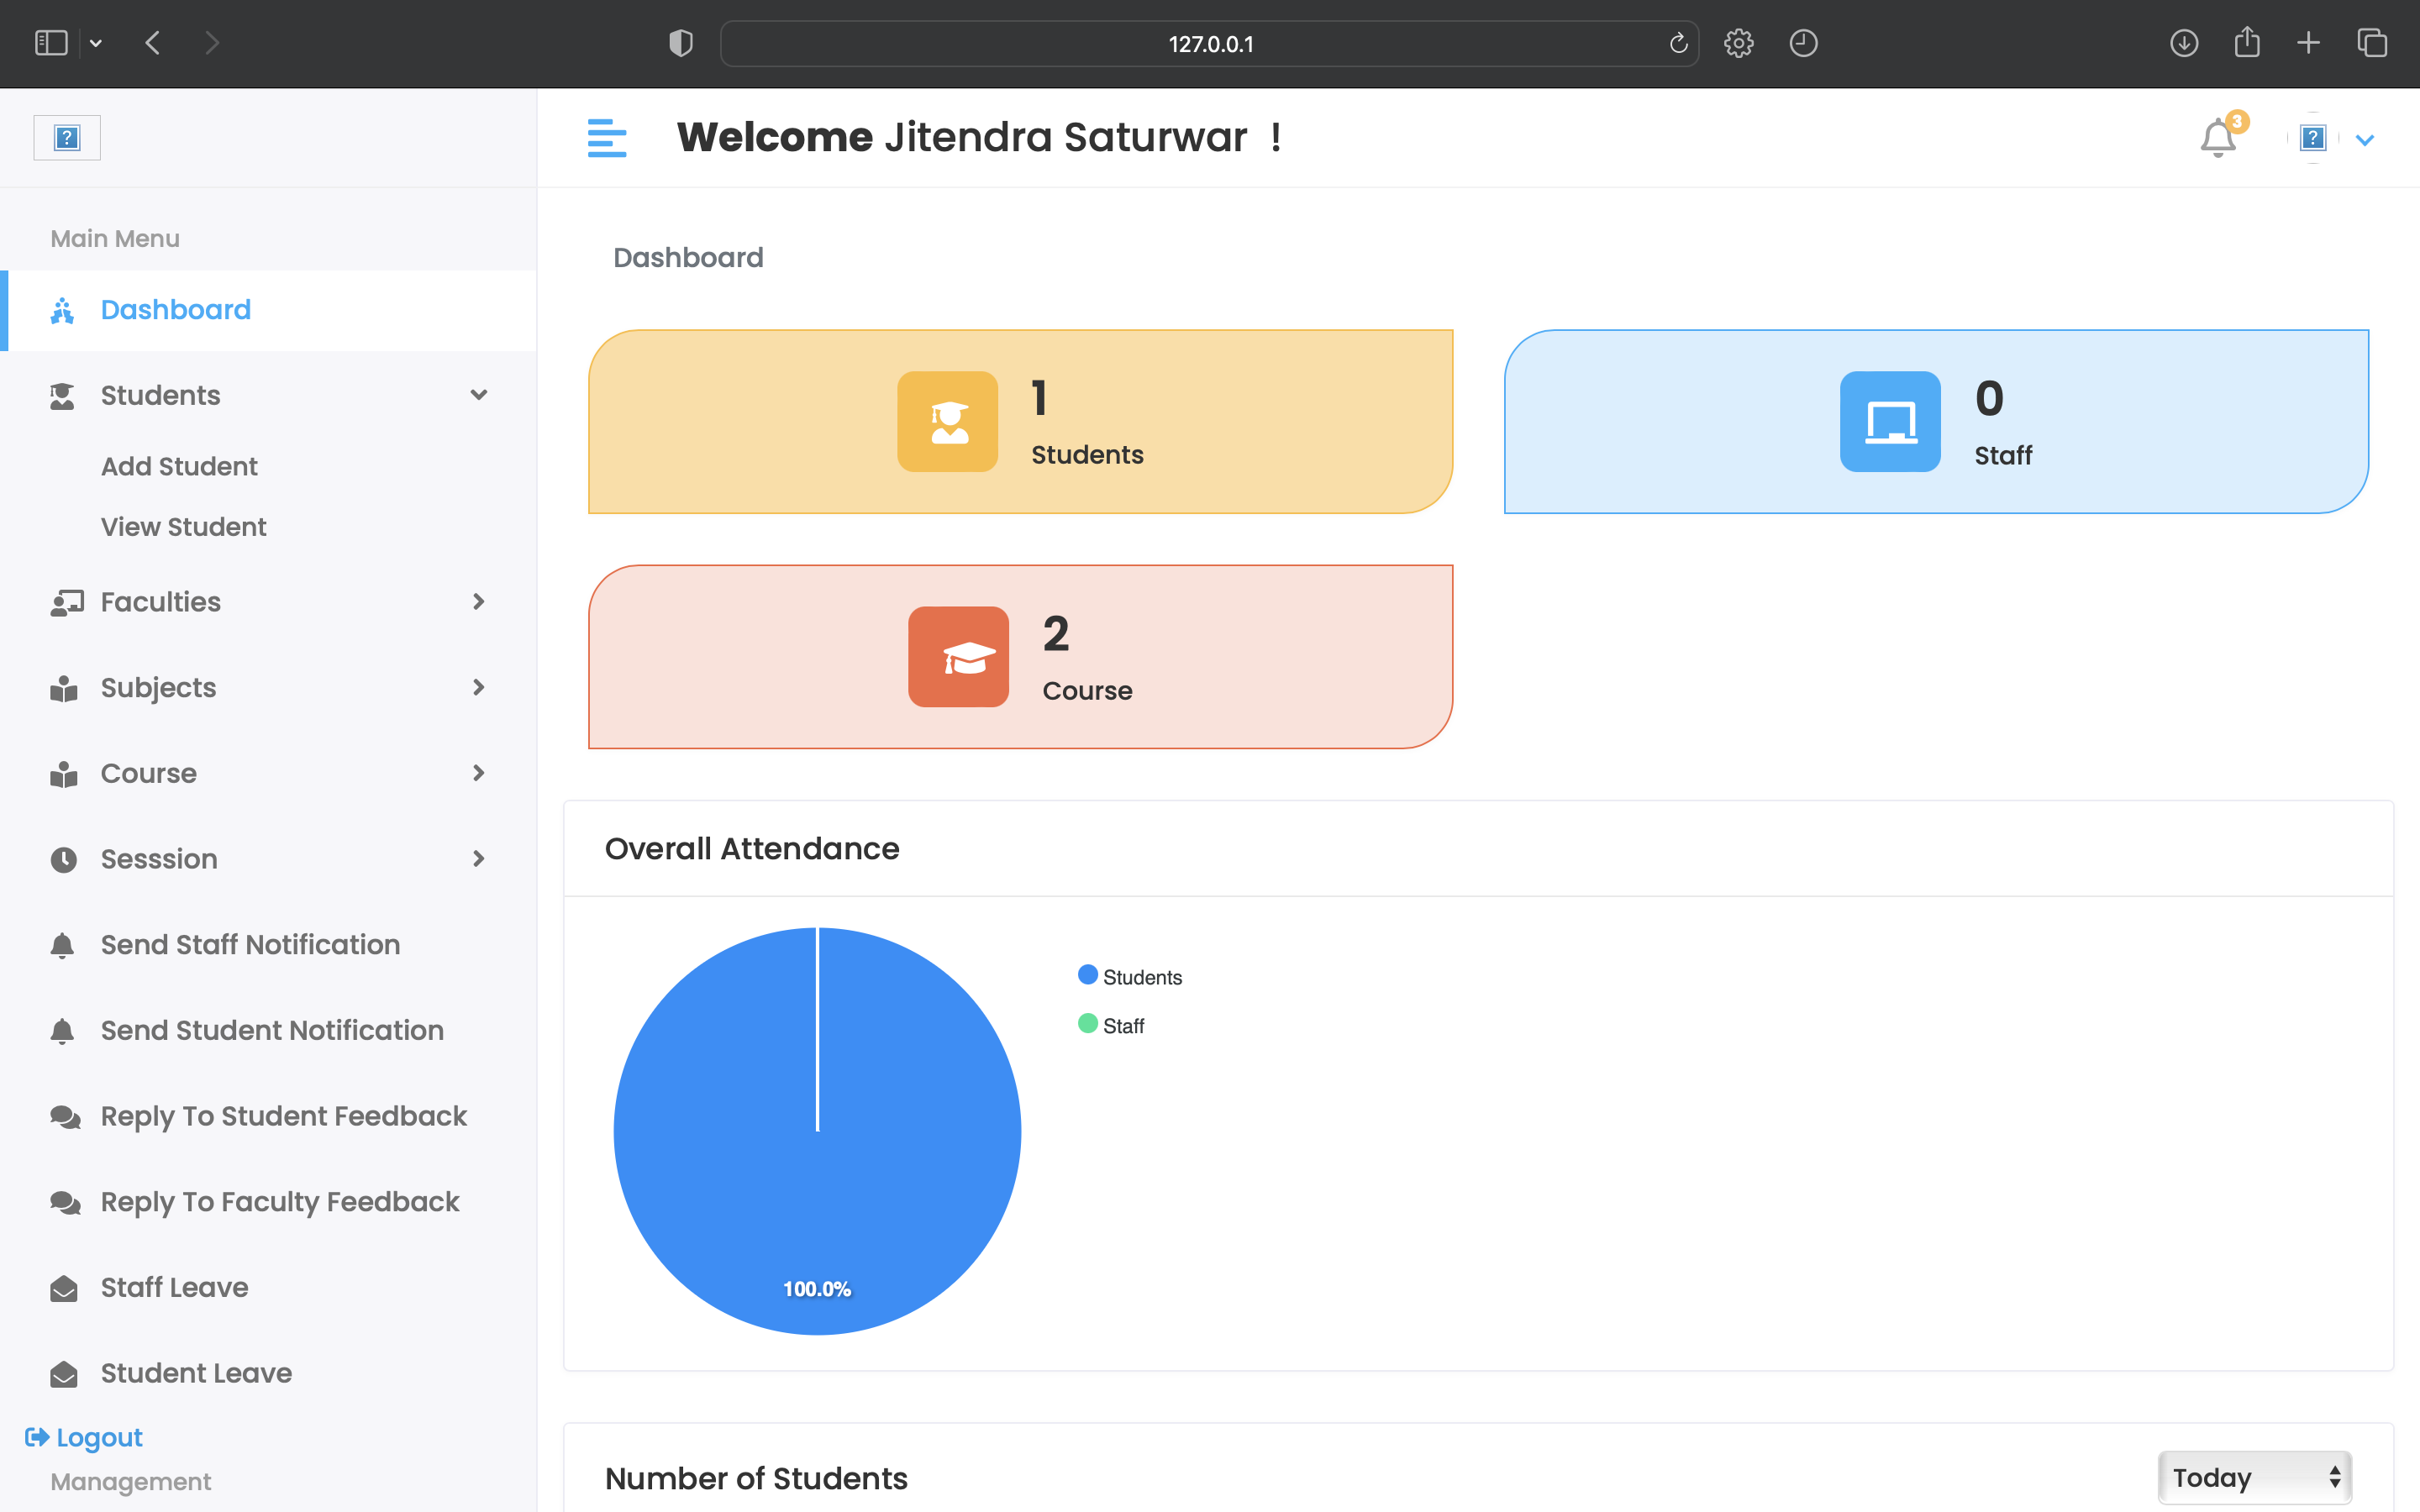 127.0.0.1
Welcome Jitendra Saturwar !
3
Main Menu
Dashboard
Students
Add Student
View Student
Faculties
Subjects
Course
Sesssion
Send Staff Notification
Send Student Notification
Reply To Student Feedback
Reply To Faculty Feedback
Staff Leave
Student Leave
Logout
Management
Dashboard
1
Students
0
Staff
2
Course
Overall Attendance
Students
Staff
100.0%
Number of Students
Today